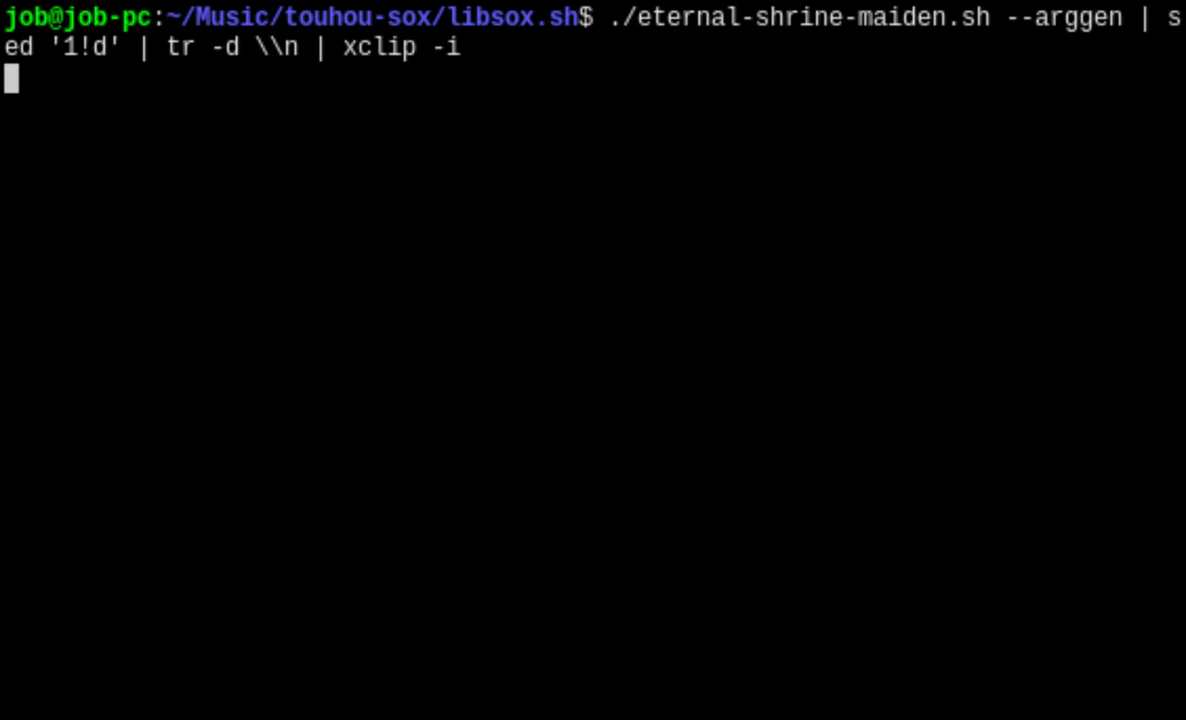 job@job-pc:~/Music/touhou-sox/libsox.sh$ ./eternal-shrine-maiden.sh --arggen | s
ed '1!d' | tr -d \\n | xclip -i